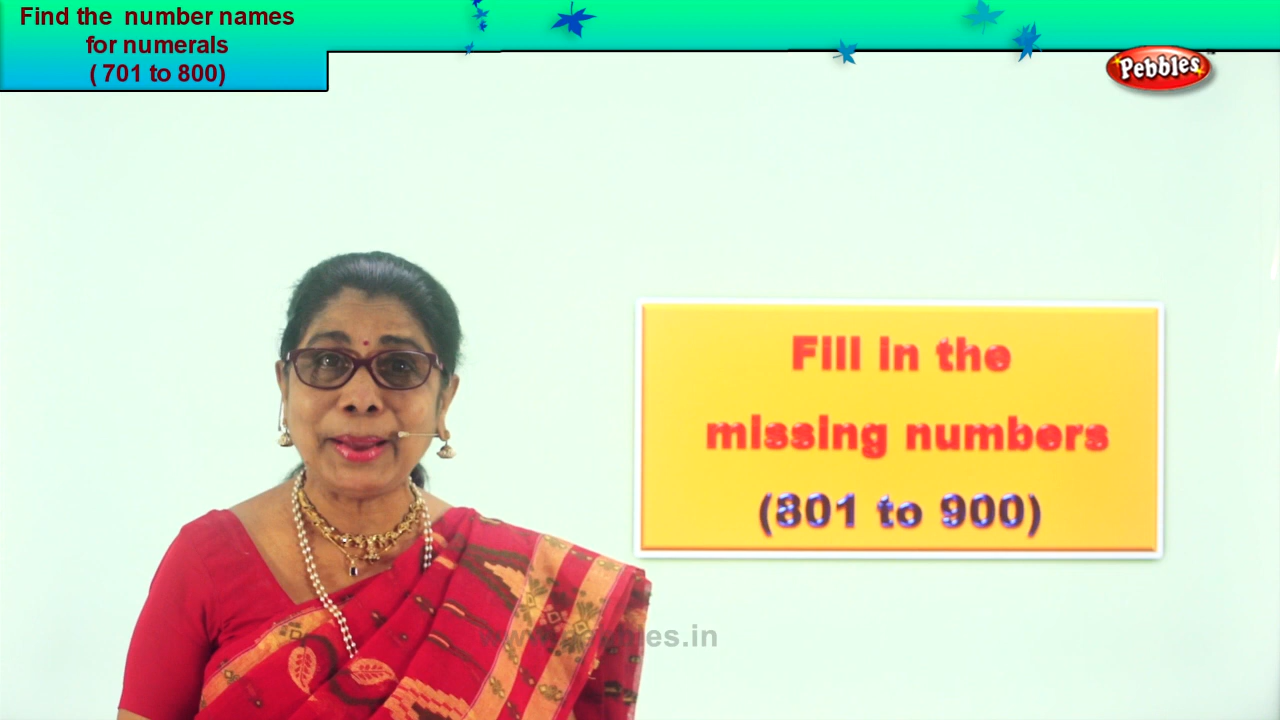 Find the number names
for numerals
( 701 to 800)
Pebbles
Fill in the
missing numbers
(801 to 900)